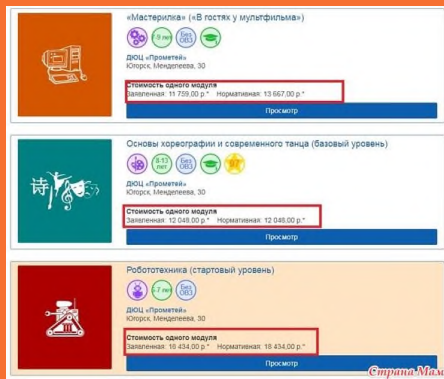 «Мастерилка» («В гостях у мультфильма»)
7-9 лет
Без ОВЗ
ДЮЦ «Прометей»
Югорск, Менделеева, 30
Стоимость одного модуля
Заявленная: 11 759,00 р.* Нормативная: 13 667,00 р.*
Просмотр
Основы хореографии и современного танца (базовый уровень)
8-13 лет
Без ОВЗ
ДЮЦ «Прометей»
Югорск, Менделеева, 30
Стоимость одного модуля
Заявленная: 12 048,00 р.* Нормативная: 12 048,00 р.*
Просмотр
诗
Робототехника (стартовый уровень)
5-7 лет
Без ОВЗ
ДЮЦ «Прометей»
Югорск, Менделеева, 30
Стоимость одного модуля
Заявленная: 18 434,00 р.* Нормативная: 18 434,00 р.*
Просмотр
Страна Мам